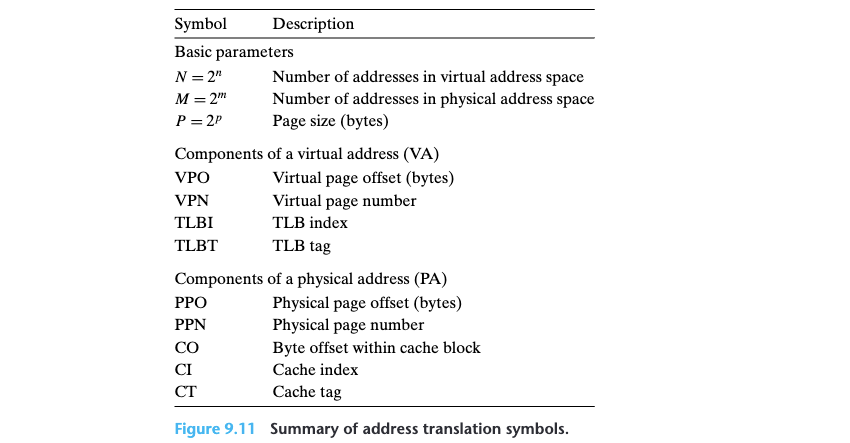 Symbol Description
Basic parameters
N = 2ⁿ Number of addresses in virtual address space
M = 2ᵐ Number of addresses in physical address space
P = 2ᵖ Page size (bytes)
Components of a virtual address (VA)
VPO Virtual page offset (bytes)
VPN Virtual page number
TLBI TLB index
TLBT TLB tag
Components of a physical address (PA)
PPO Physical page offset (bytes)
PPN Physical page number
CO Byte offset within cache block
CI Cache index
CT Cache tag
Figure 9.11 Summary of address translation symbols.